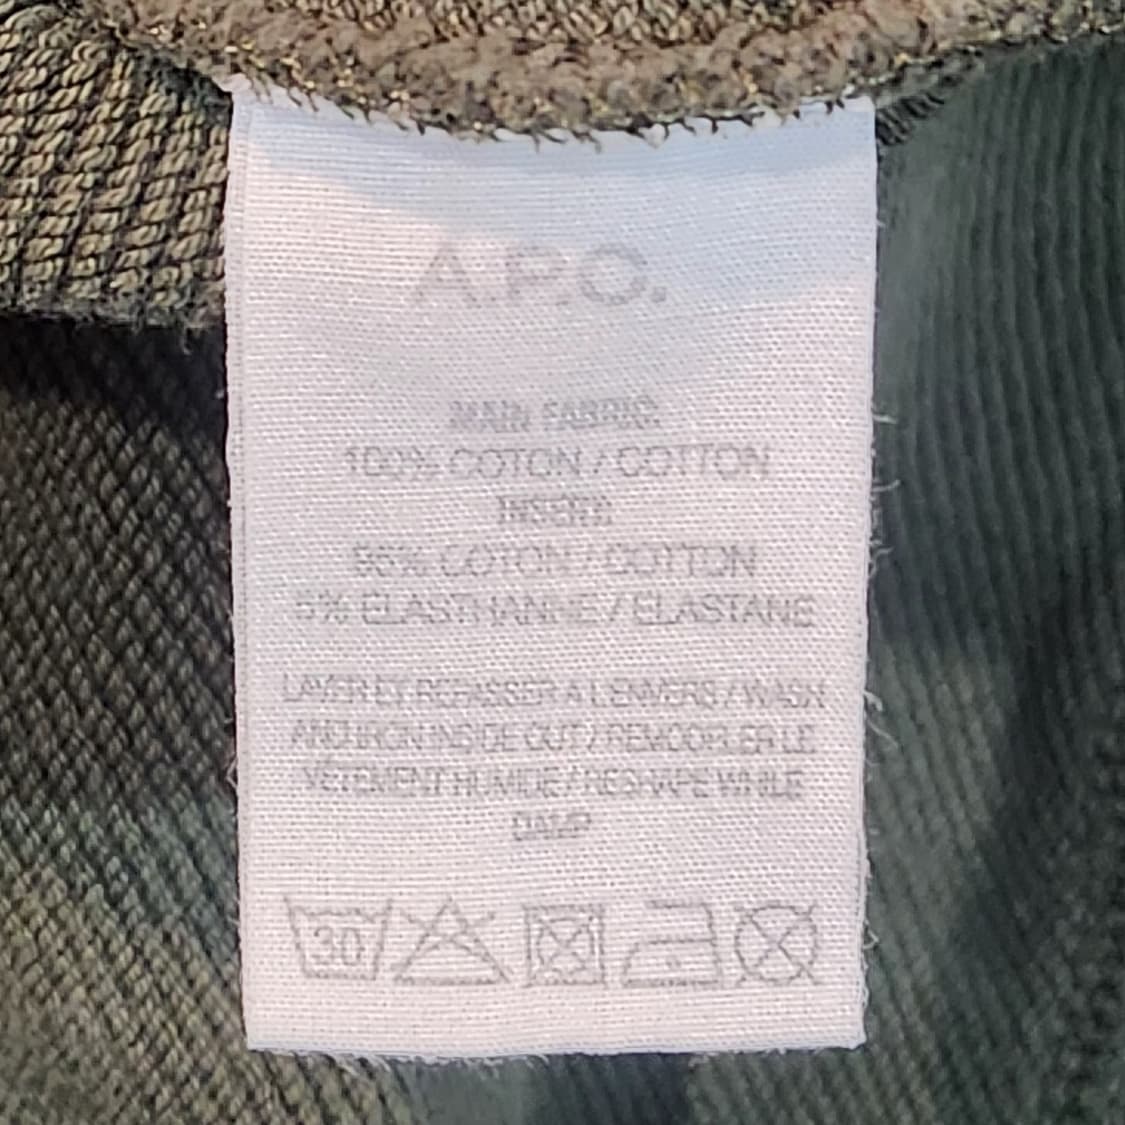 A.P.C.
MAIN FABRIC:
100% COTON / COTTON
INSERT:
95% COTON / COTTON
5% ELASTHANNE / ELASTANE
LAVER ET REPASSER A L'ENVERS / WASH
AND IRON INSIDE OUT / REMODELER LE
VÊTEMENT HUMIDE / RESHAPE WHILE
DAMP
30